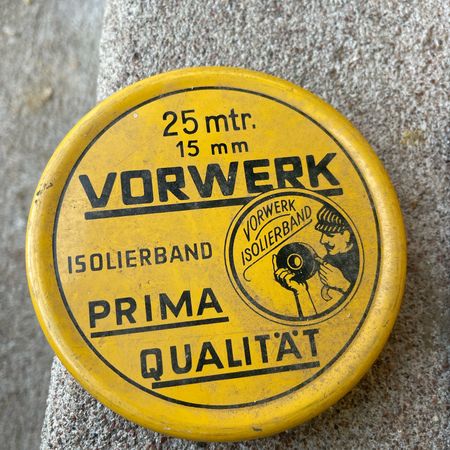 25 mtr.
15 mm
VORWERK
VORWERK
ISOLIERBAND
ISOLIERBAND
PRIMA
QUALITÄT